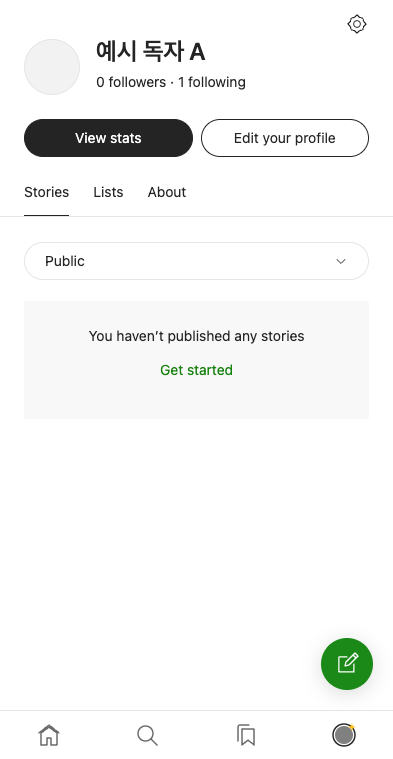 예시 독자 A
0 followers · 1 following
View stats
Edit your profile
Stories
Lists
About
Public
You haven’t published any stories
Get started